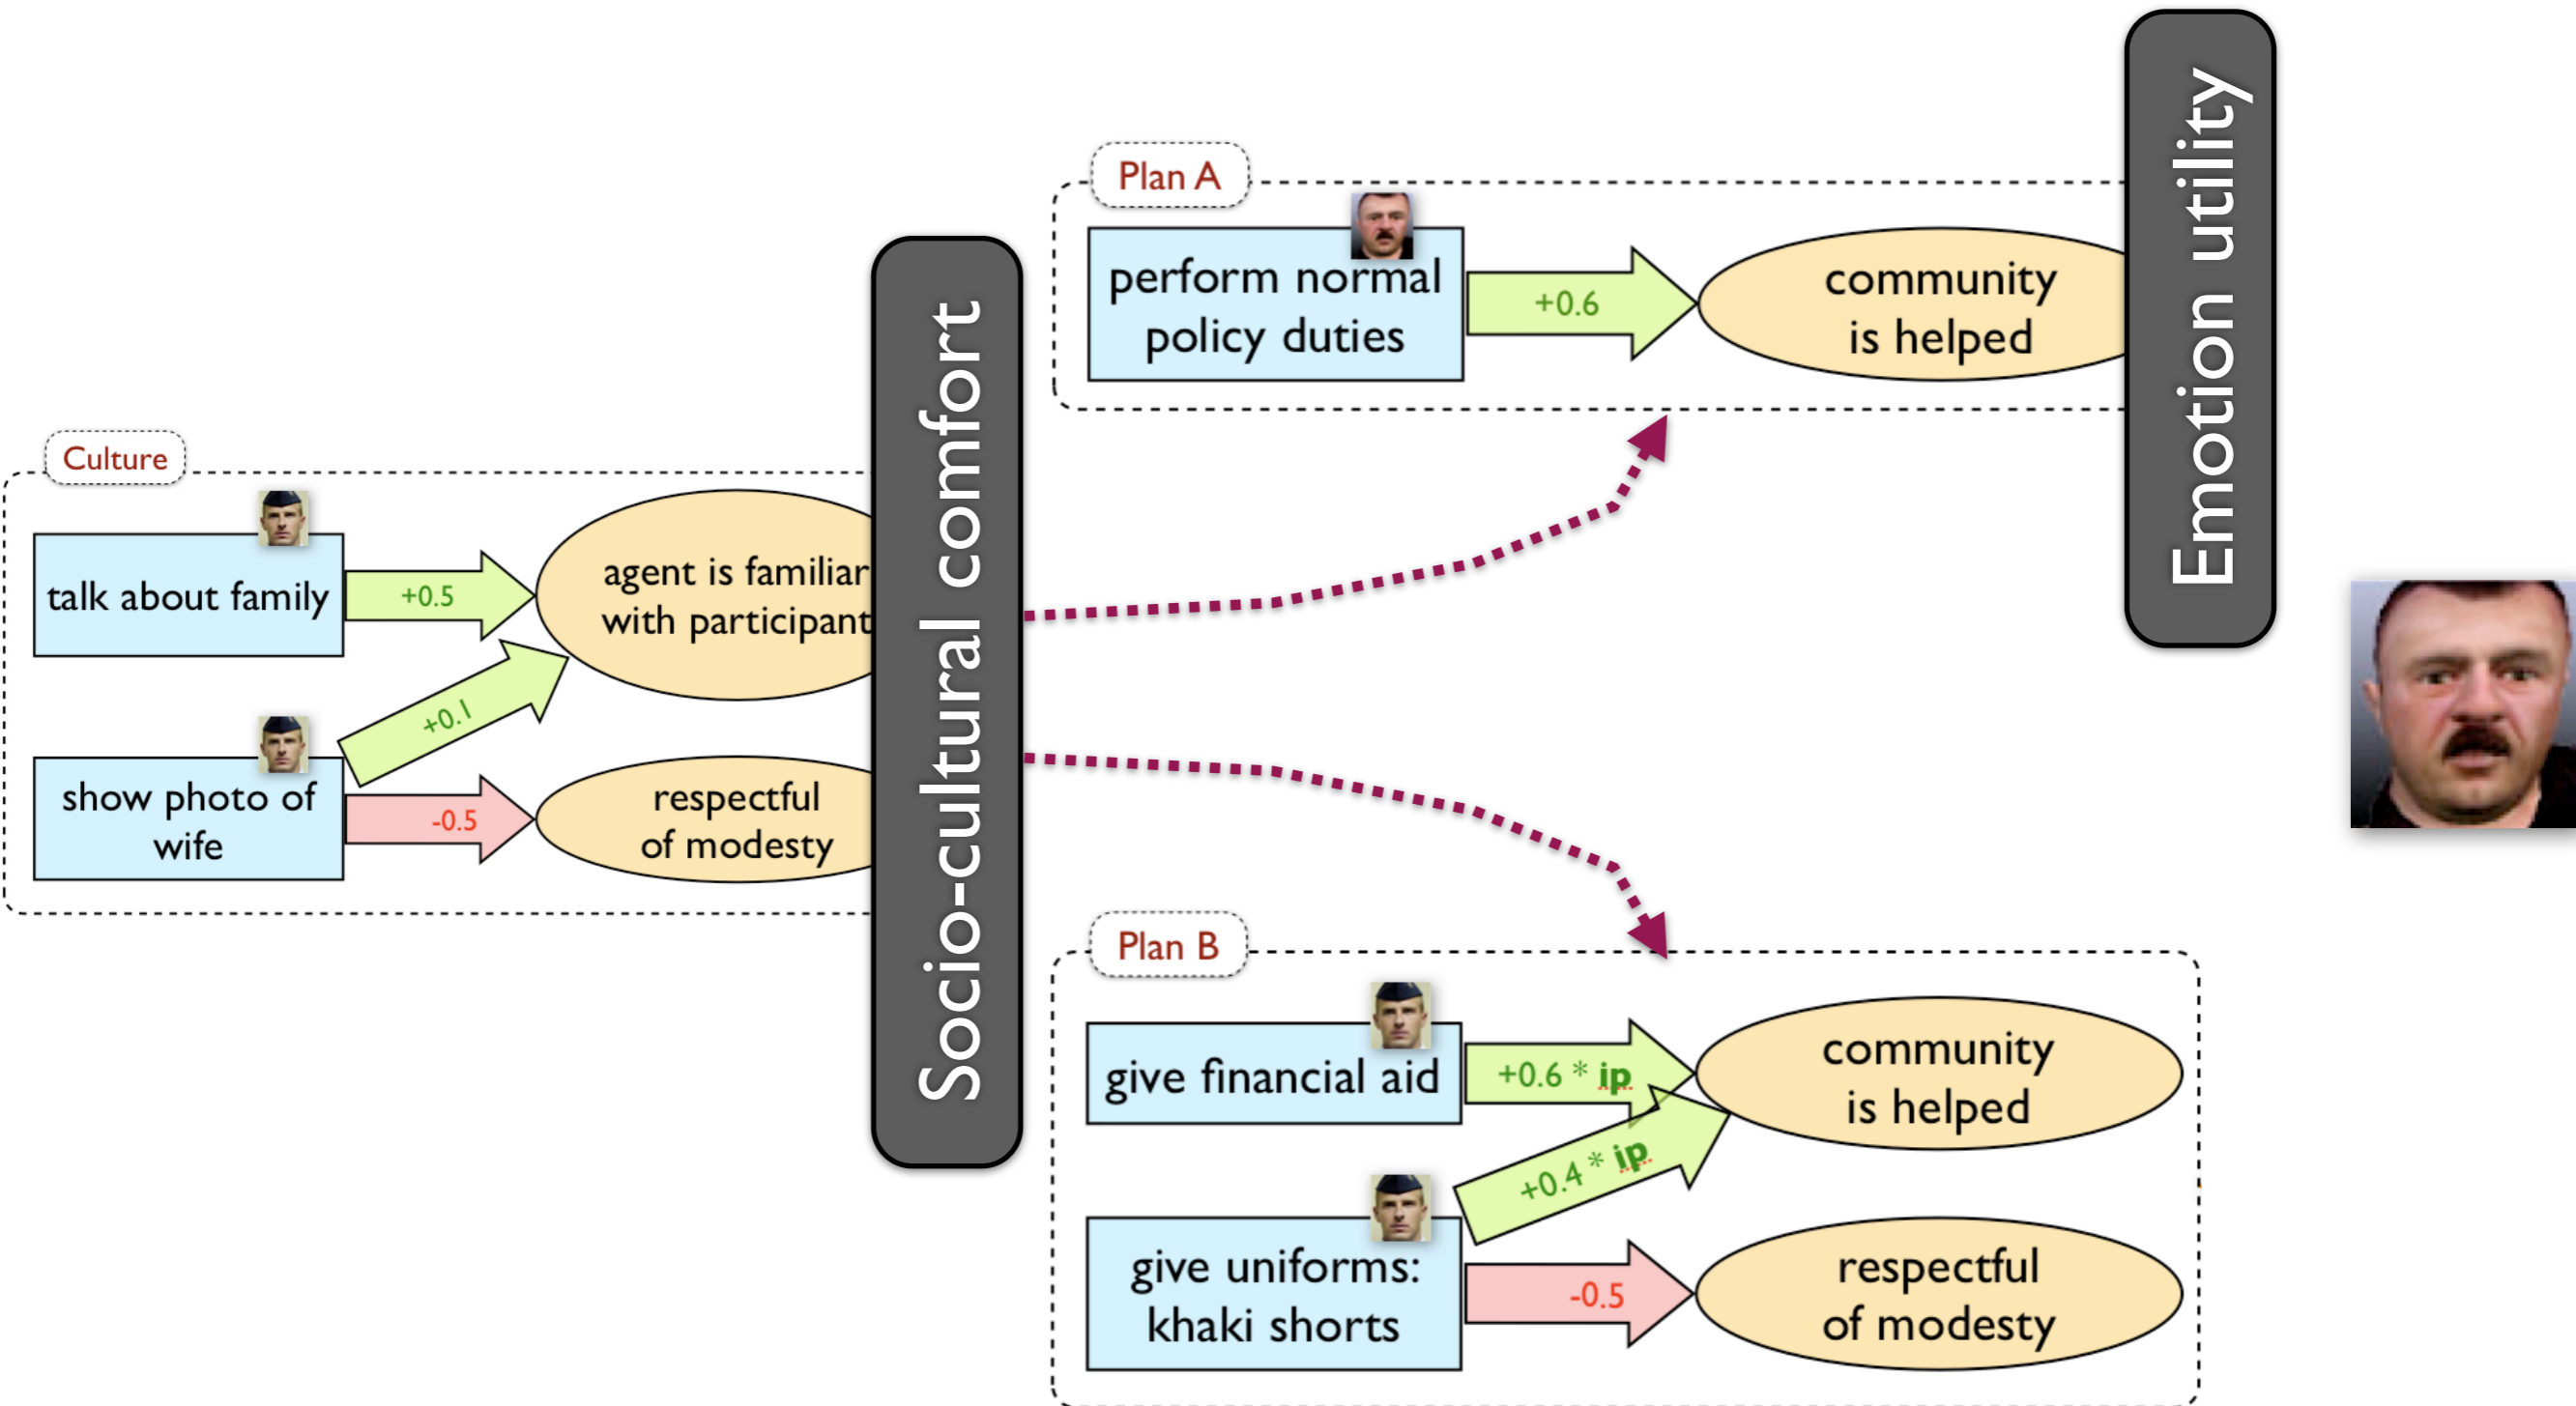 Culture
talk about family
+0.5
agent is familiar
with participant
show photo of
wife
+0.1
-0.5
respectful
of modesty
Socio-cultural comfort
Plan A
perform normal
policy duties
+0.6
community
is helped
Emotion utility
Plan B
give financial aid
+0.6 * ip
community
is helped
give uniforms:
khaki shorts
+0.4 * ip
-0.5
respectful
of modesty